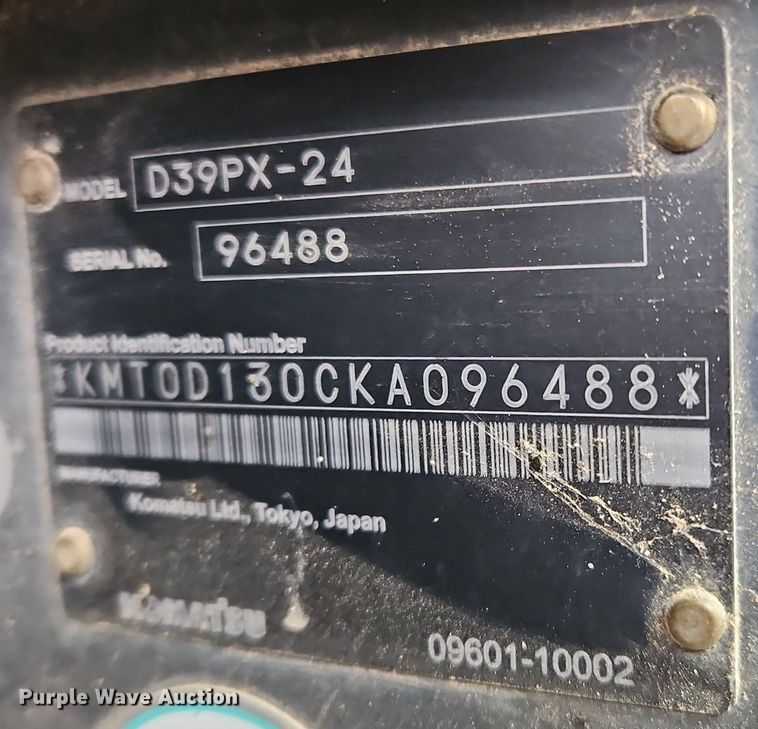 MODEL D39PX-24
SERIAL No. 96488
Product Identification Number
*KMT0D130CKA096488*
MANUFACTURER
Komatsu Ltd., Tokyo, Japan
KOMATSU
09601-10002
Purple Wave Auction